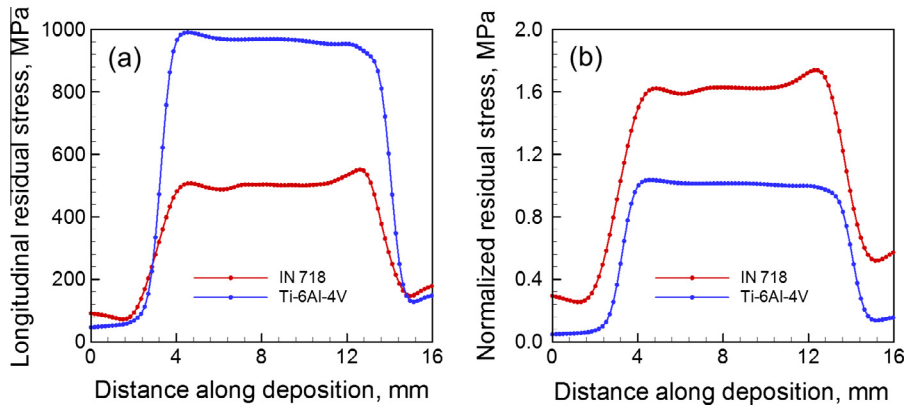 (a)
Longitudinal residual stress, MPa
1000
800
600
400
200
0
IN 718
Ti-6Al-4V
0 4 8 12 16
Distance along deposition, mm
(b)
Normalized residual stress, MPa
2.0
1.6
1.2
0.8
0.4
0.0
IN 718
Ti-6Al-4V
0 4 8 12 16
Distance along deposition, mm